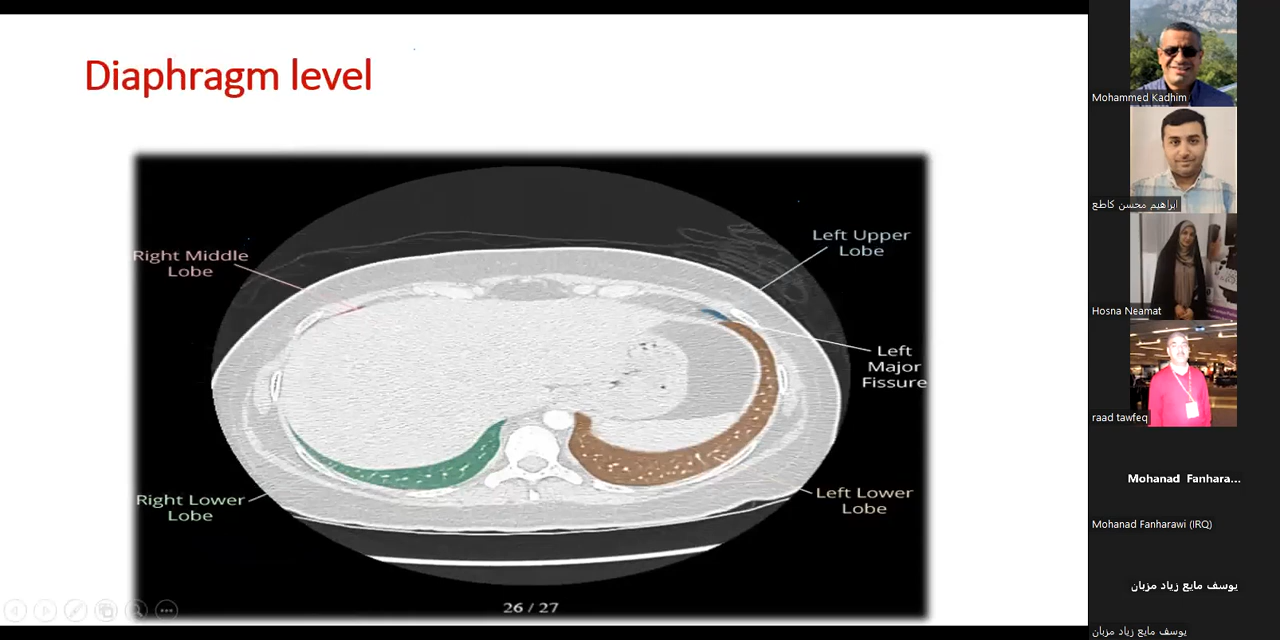 Diaphragm level
Right Middle
Lobe
Left Upper
Lobe
Left
Major
Fissure
Right Lower
Lobe
Left Lower
Lobe
26 / 27
Mohammed Kadhim
ابراهيم محسن كاطع
Hosna Neamat
raad tawfeq
Mohanad Fanhara...
Mohanad Fanharawi (IRQ)
يوسف مايع زياد مزبان
يوسف مايع زياد مزبان